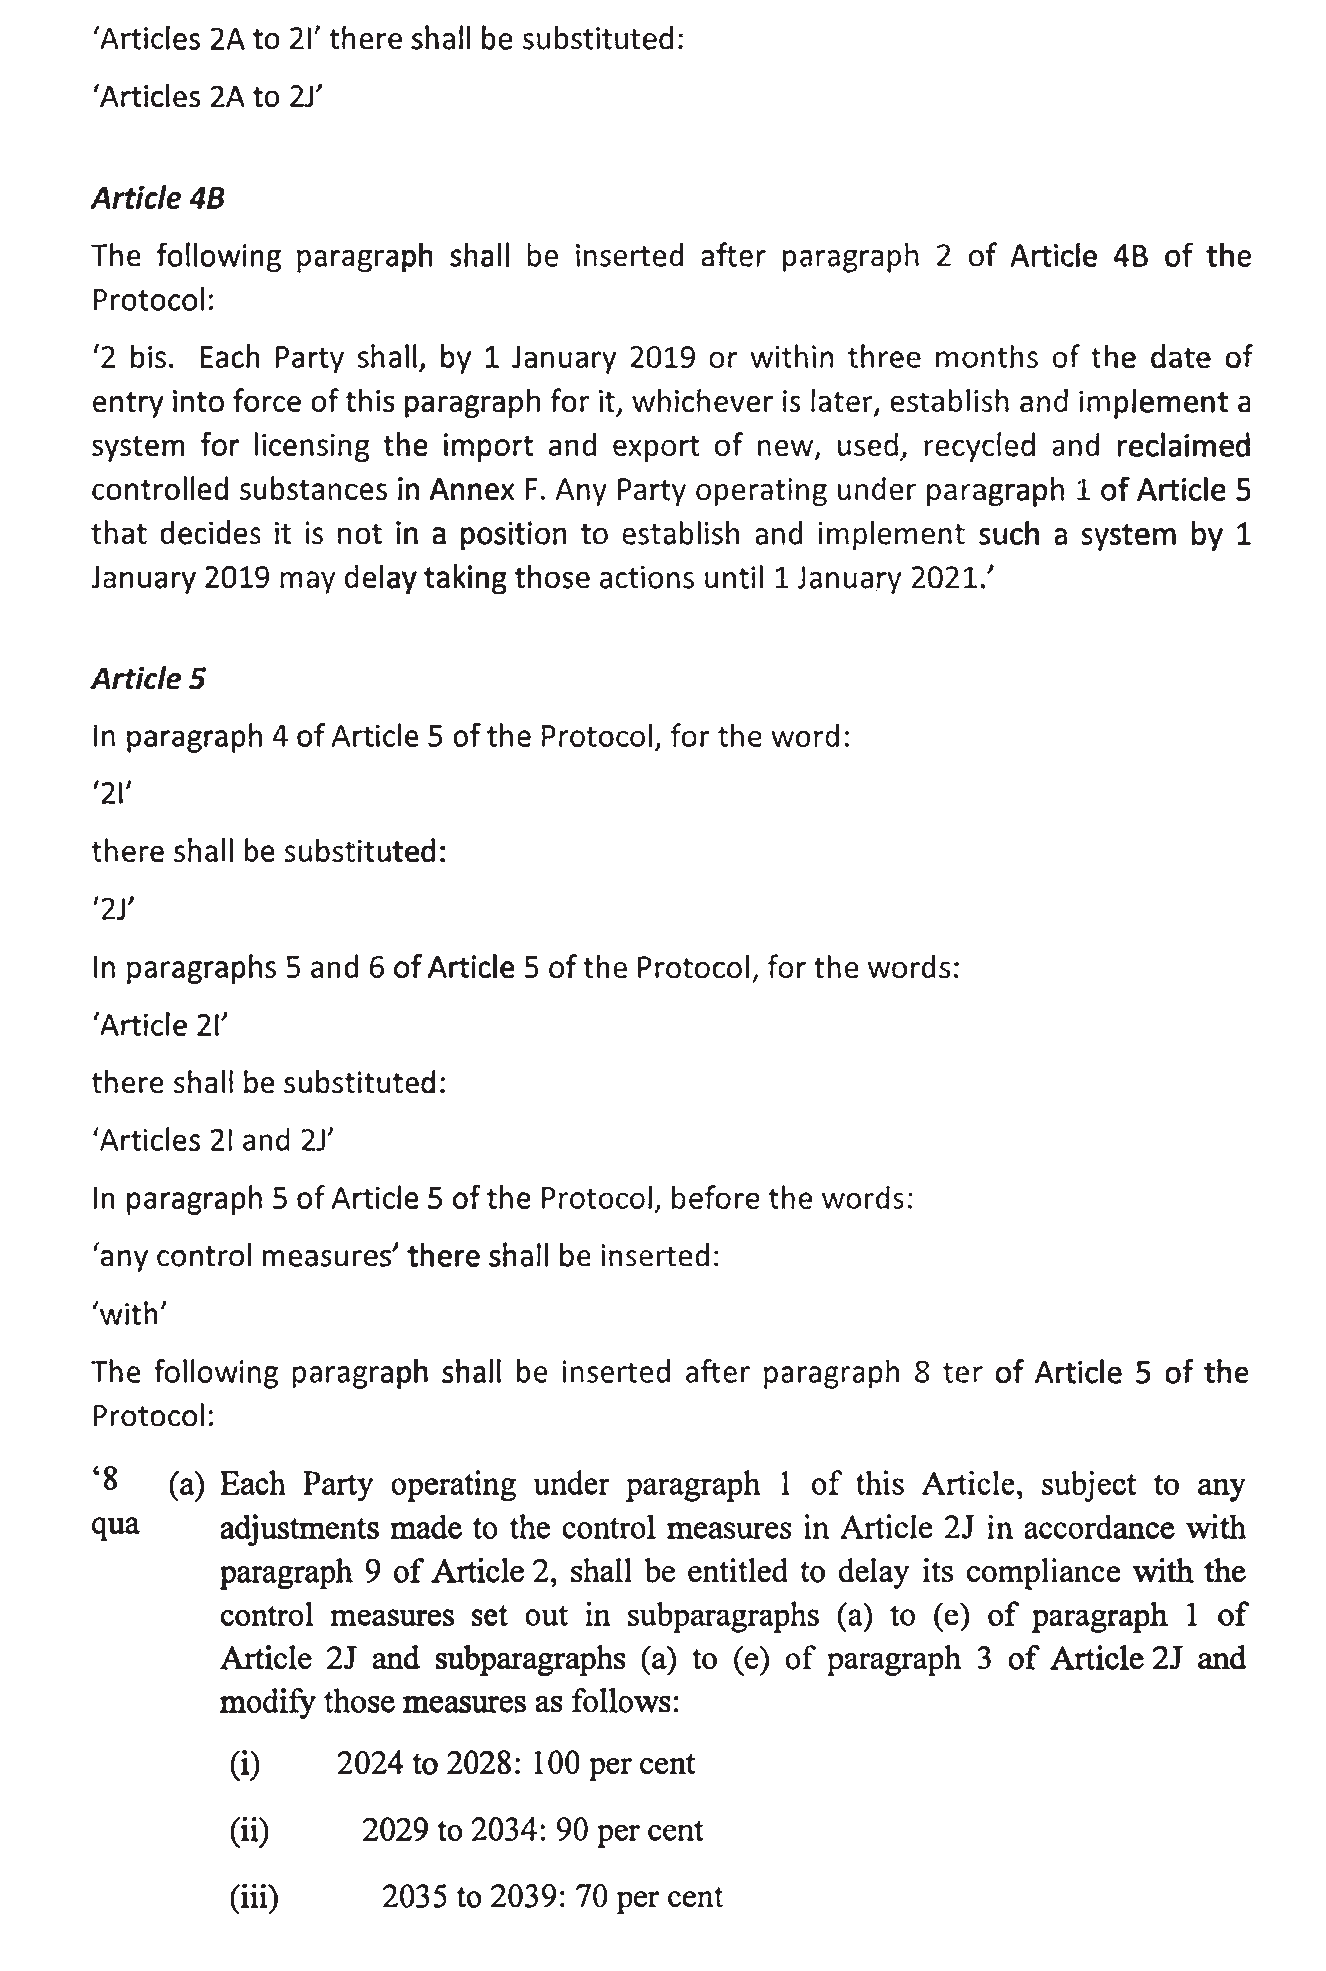 ‘Articles 2A to 2I’ there shall be substituted:
‘Articles 2A to 2J’
Article 4B
The following paragraph shall be inserted after paragraph 2 of Article 4B of the
Protocol:
‘2 bis. Each Party shall, by 1 January 2019 or within three months of the date of
entry into force of this paragraph for it, whichever is later, establish and implement a
system for licensing the import and export of new, used, recycled and reclaimed
controlled substances in Annex F. Any Party operating under paragraph 1 of Article 5
that decides it is not in a position to establish and implement such a system by 1
January 2019 may delay taking those actions until 1 January 2021.’
Article 5
In paragraph 4 of Article 5 of the Protocol, for the word:
‘2I’
there shall be substituted:
‘2J’
In paragraphs 5 and 6 of Article 5 of the Protocol, for the words:
‘Article 2I’
there shall be substituted:
‘Articles 2I and 2J’
In paragraph 5 of Article 5 of the Protocol, before the words:
‘any control measures’ there shall be inserted:
‘with’
The following paragraph shall be inserted after paragraph 8 ter of Article 5 of the
Protocol:
‘8 (a) Each Party operating under paragraph 1 of this Article, subject to any
qua adjustments made to the control measures in Article 2J in accordance with
paragraph 9 of Article 2, shall be entitled to delay its compliance with the
control measures set out in subparagraphs (a) to (e) of paragraph 1 of
Article 2J and subparagraphs (a) to (e) of paragraph 3 of Article 2J and
modify those measures as follows:
(i) 2024 to 2028: 100 per cent
(ii) 2029 to 2034: 90 per cent
(iii) 2035 to 2039: 70 per cent